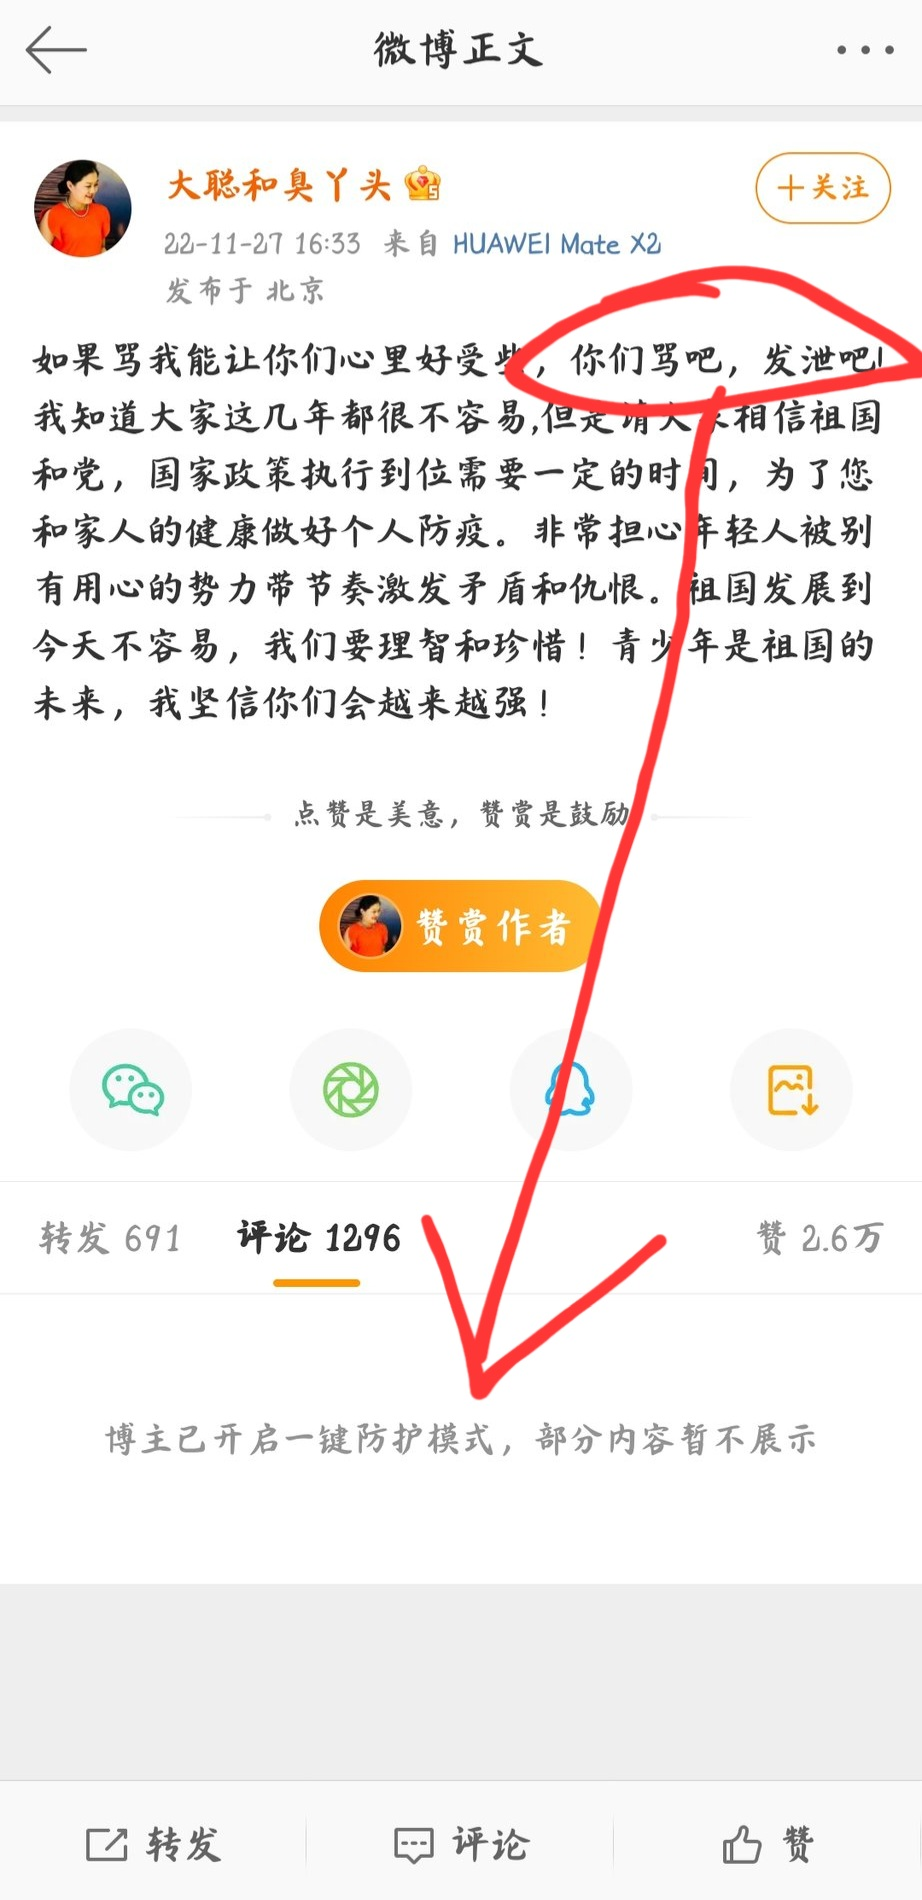 微博正文
大聪和臭丫头
+关注
22-11-27 16:33 来自 HUAWEI Mate X2
发布于 北京
如果骂我能让你们心里好受些，你们骂吧，发泄吧!
我知道大家这几年都很不容易,但是请大家相信祖国
和党，国家政策执行到位需要一定的时间，为了您
和家人的健康做好个人防疫。非常担心年轻人被别
有用心的势力带节奏激发矛盾和仇恨。祖国发展到
今天不容易，我们要理智和珍惜！青少年是祖国的
未来，我坚信你们会越来越强！
点赞是美意，赞赏是鼓励
赞赏作者
转发 691 评论 1296 赞 2.6万
博主已开启一键防护模式，部分内容暂不展示
转发 评论 赞